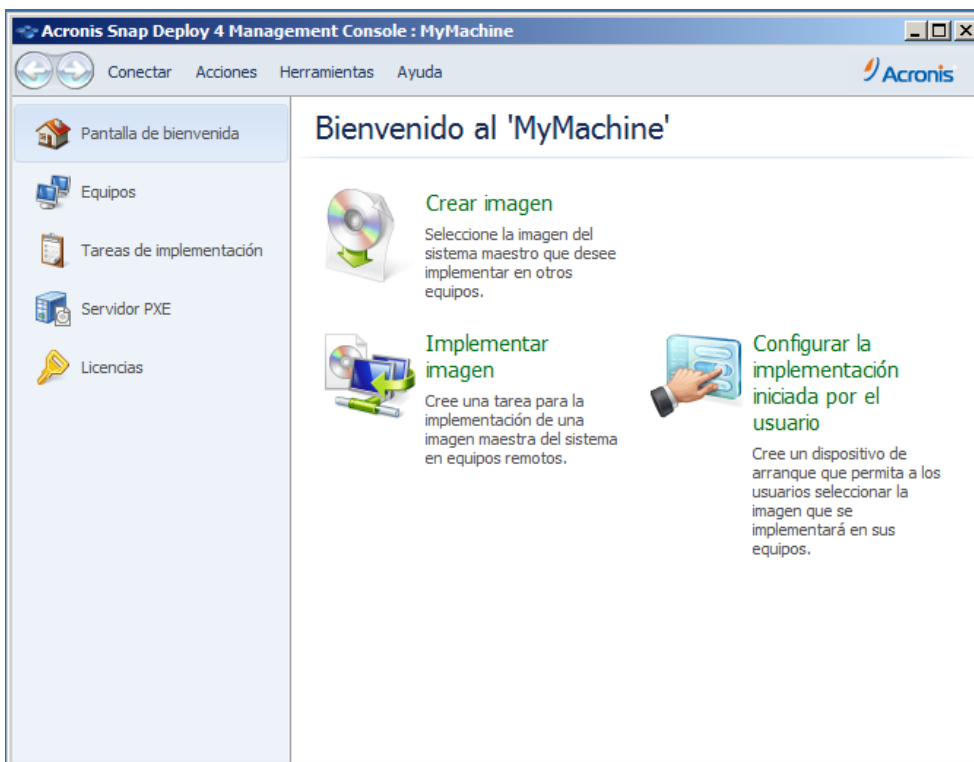 Acronis Snap Deploy 4 Management Console : MyMachine
Conectar Acciones Herramientas Ayuda
Acronis
Pantalla de bienvenida
Equipos
Tareas de implementación
Servidor PXE
Licencias
Bienvenido al 'MyMachine'
Crear imagen
Seleccione la imagen del
sistema maestro que desee
implementar en otros
equipos.
Implementar
imagen
Cree una tarea para la
implementación de una
imagen maestra del sistema
en equipos remotos.
Configurar la
implementación
iniciada por el
usuario
Cree un dispositivo de
arranque que permita a los
usuarios seleccionar la
imagen que se
implementará en sus
equipos.